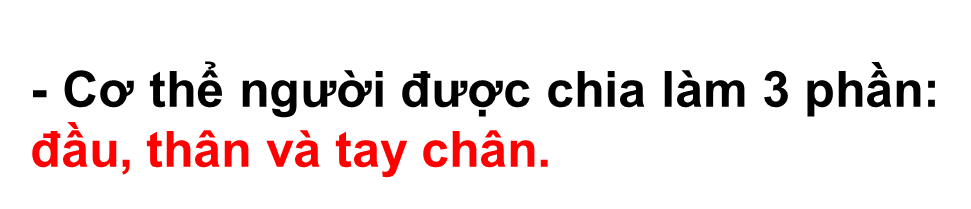 - Cơ thể người được chia làm 3 phần:
đầu, thân và tay chân.